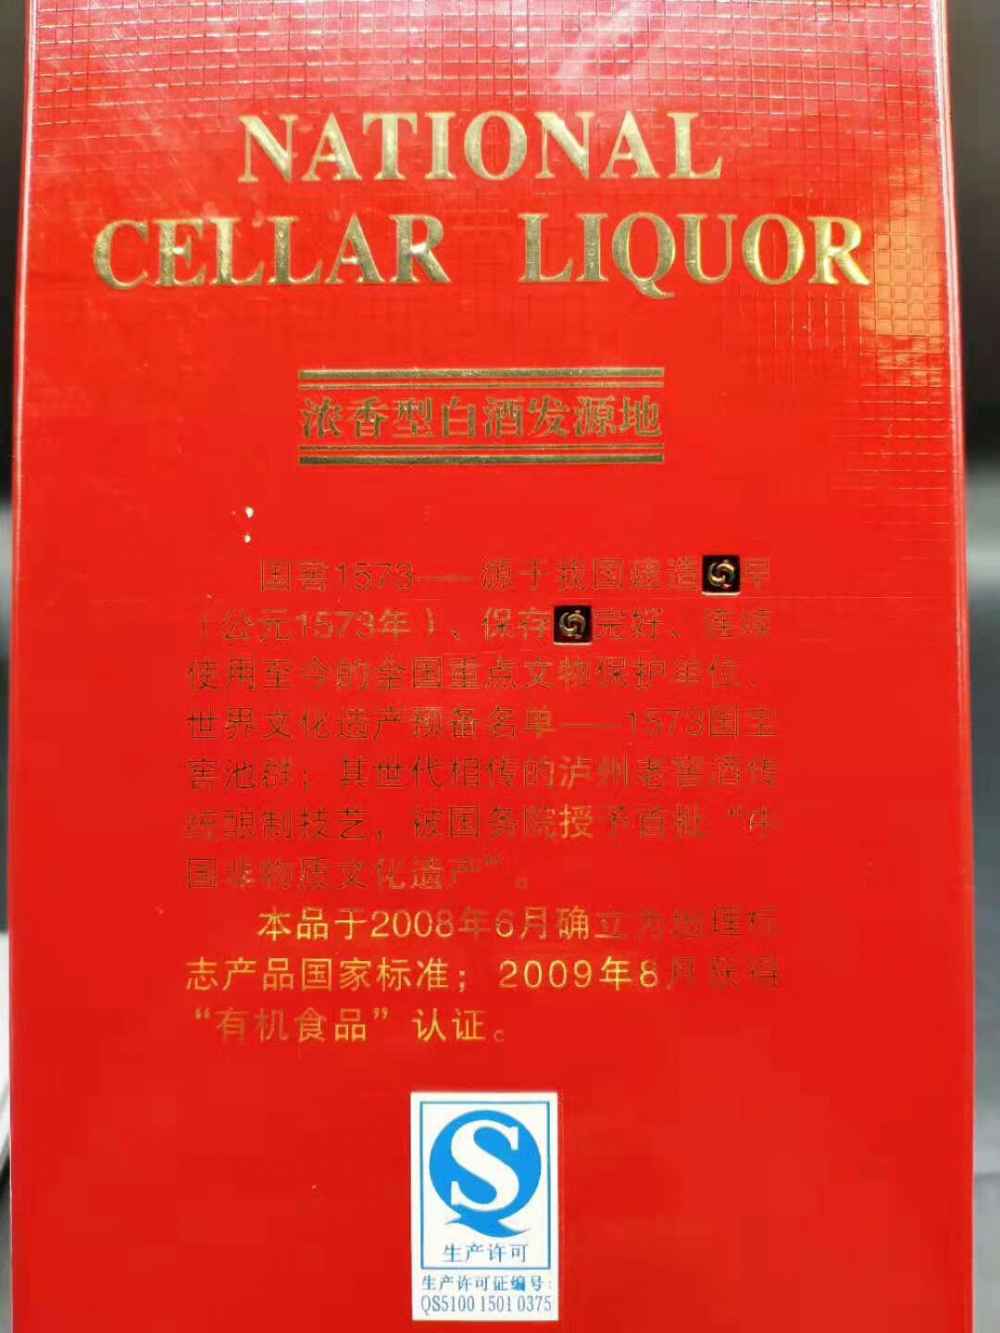 NATIONAL
CELLAR LIQUOR
浓香型白酒发源地
国窖1573——源于我国建造早
（公元1573年）、保存完好、连续
使用至今的全国重点文物保护单位、
世界文化遗产预备名单——1573国宝
窖池群；其世代相传的泸州老窖酒传
统酿制技艺，被国务院授予首批“中
国非物质文化遗产”。
本品于2008年6月确立为地理标
志产品国家标准；2009年8月获得
“有机食品”认证。
S
生产许可
生产许可证编号:
QS5100 1501 0375